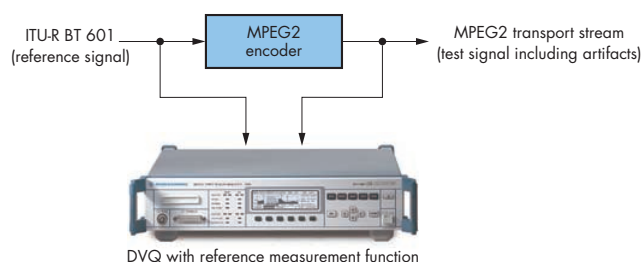 ITU-R BT 601
(reference signal)
MPEG2
encoder
MPEG2 transport stream
(test signal including artifacts)
DVQ with reference measurement function